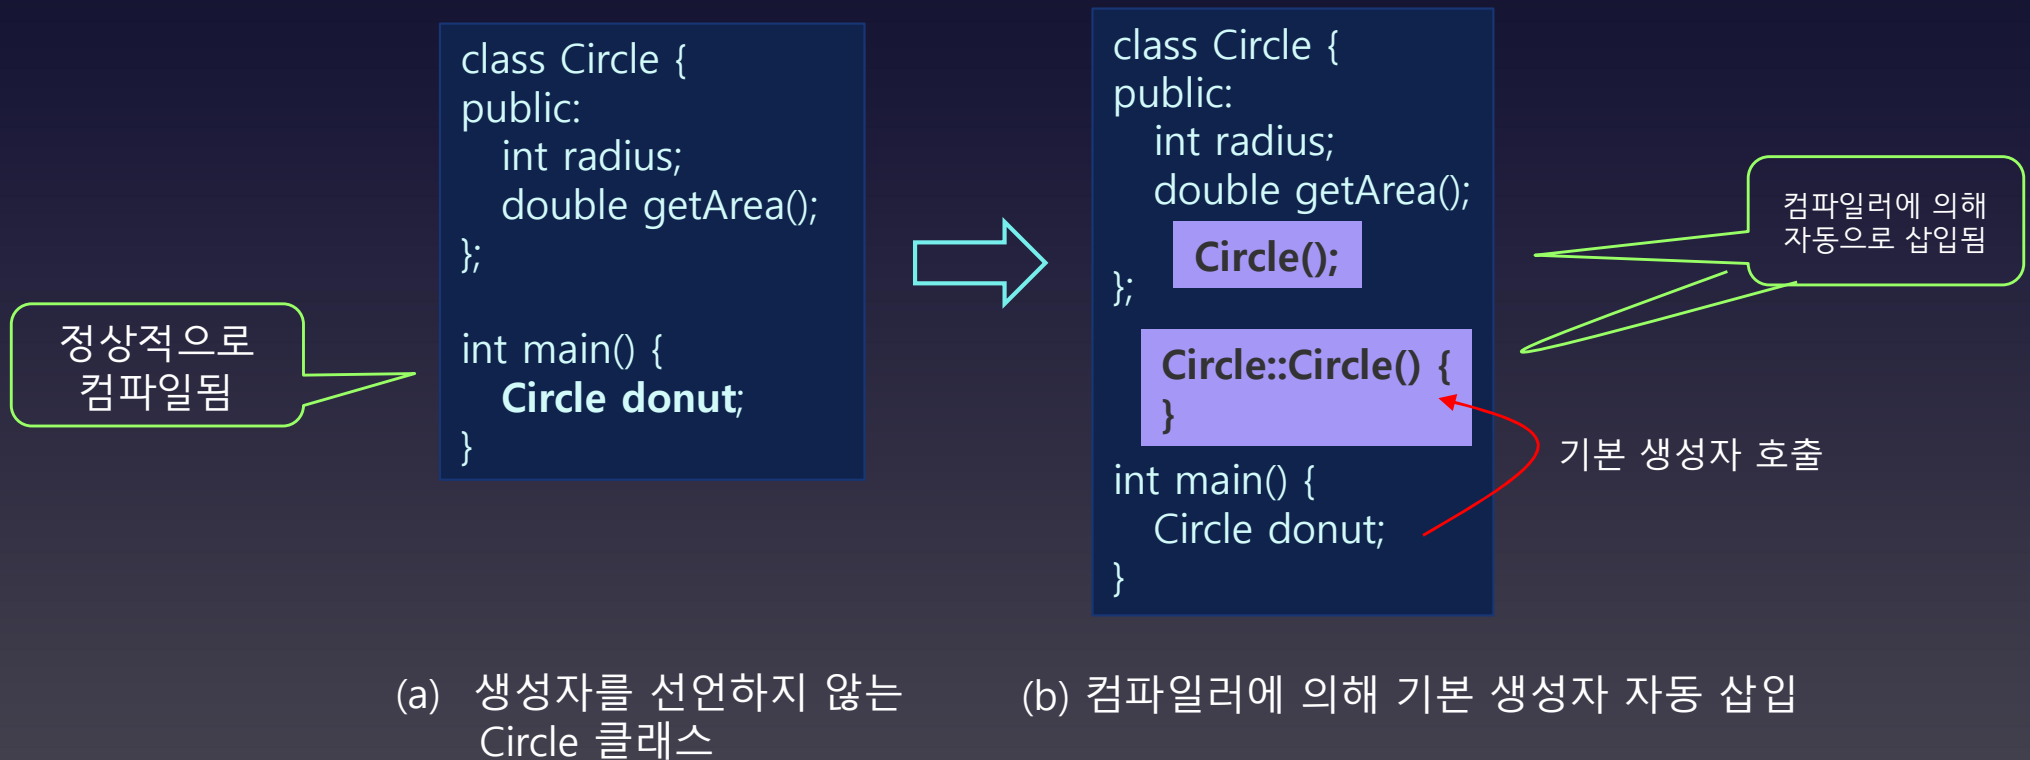 class Circle {
public:
int radius;
double getArea();
};
int main() {
Circle donut;
}
정상적으로
컴파일됨
class Circle {
public:
int radius;
double getArea();
Circle();
};
Circle::Circle() {
}
int main() {
Circle donut;
}
컴파일러에 의해
자동으로 삽입됨
기본 생성자 호출
(a) 생성자를 선언하지 않는
Circle 클래스
(b) 컴파일러에 의해 기본 생성자 자동 삽입